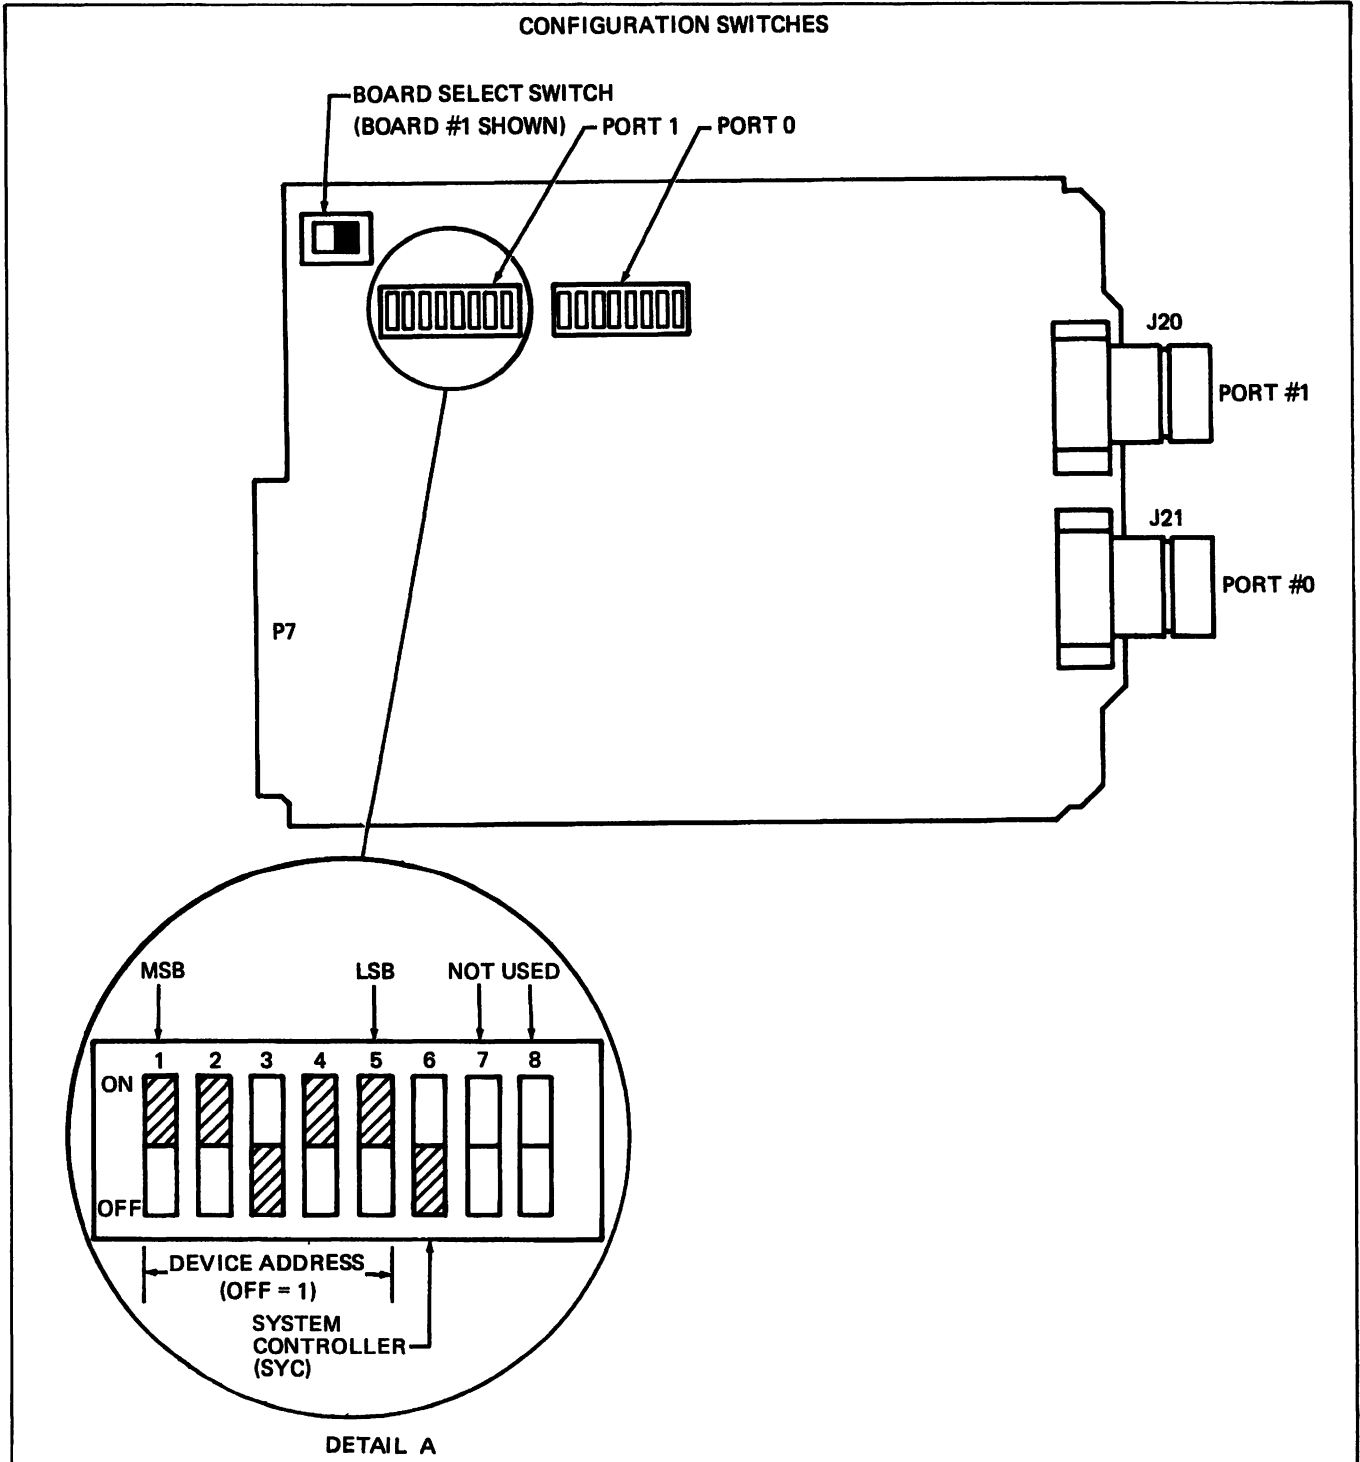 CONFIGURATION SWITCHES
BOARD SELECT SWITCH
(BOARD #1 SHOWN)
PORT 1
PORT 0
J20
PORT #1
J21
PORT #0
P7
MSB
LSB
NOT USED
1 2 3 4 5 6 7 8
ON
OFF
DEVICE ADDRESS
(OFF = 1)
SYSTEM
CONTROLLER
(SYC)
DETAIL A